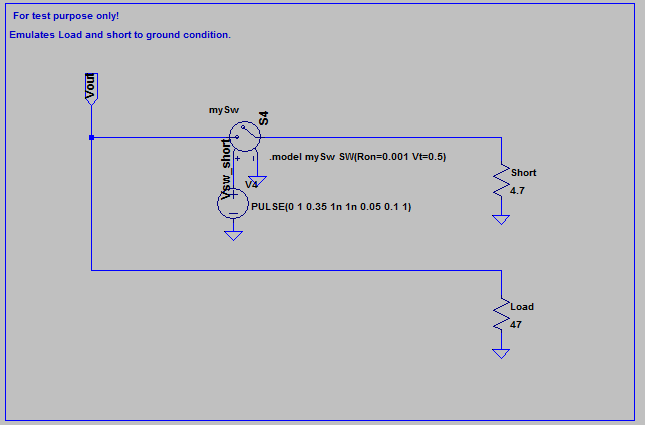 For test purpose only!
Emulates Load and short to ground condition.
Vout
mySw
S4
.model mySw SW(Ron=0.001 Vt=0.5)
Vsw_short
+ -
V4
PULSE(0 1 0.35 1n 1n 0.05 0.1 1)
Short
4.7
Load
47